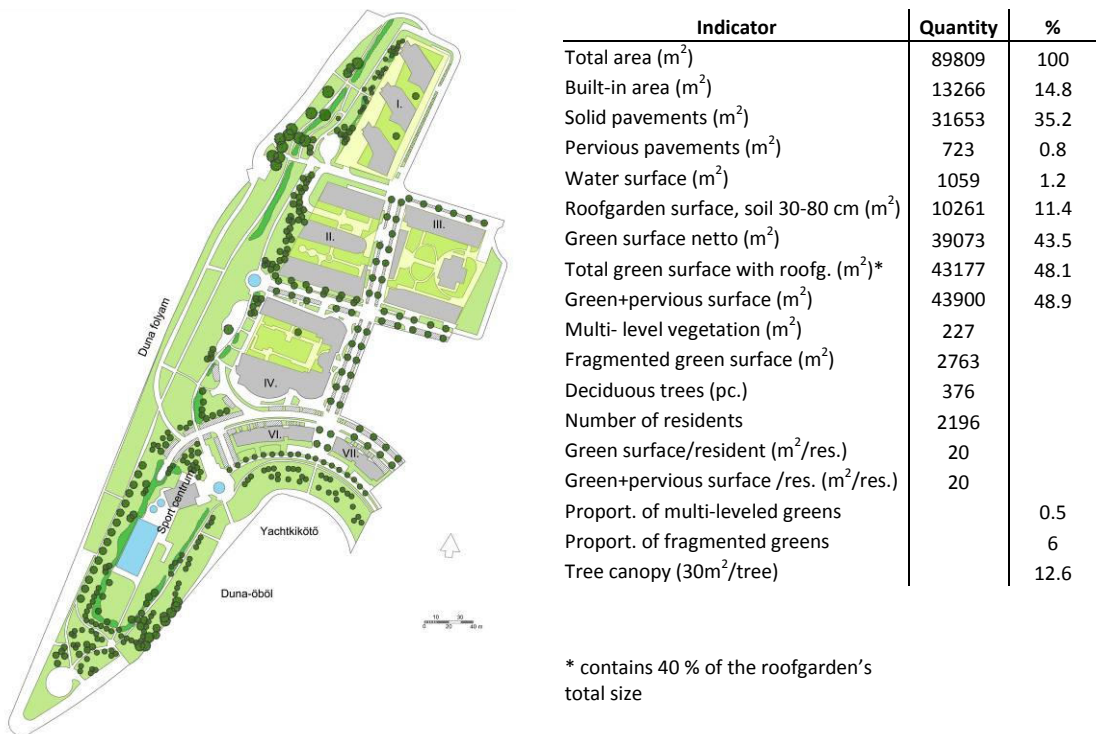 I.
II.
III.
Duna folyam
IV.
VI.
VII.
Sport centrum
Yachtkikötő
Duna-öböl
10 30
0 20 40 m
Indicator Quantity %
Total area (m²) 89809 100
Built-in area (m²) 13266 14.8
Solid pavements (m²) 31653 35.2
Pervious pavements (m²) 723 0.8
Water surface (m²) 1059 1.2
Roofgarden surface, soil 30-80 cm (m²) 10261 11.4
Green surface netto (m²) 39073 43.5
Total green surface with roofg. (m²)* 43177 48.1
Green+pervious surface (m²) 43900 48.9
Multi- level vegetation (m²) 227
Fragmented green surface (m²) 2763
Deciduous trees (pc.) 376
Number of residents 2196
Green surface/resident (m²/res.) 20
Green+pervious surface /res. (m²/res.) 20
Proport. of multi-leveled greens 0.5
Proport. of fragmented greens 6
Tree canopy (30m²/tree) 12.6
* contains 40 % of the roofgarden's
total size